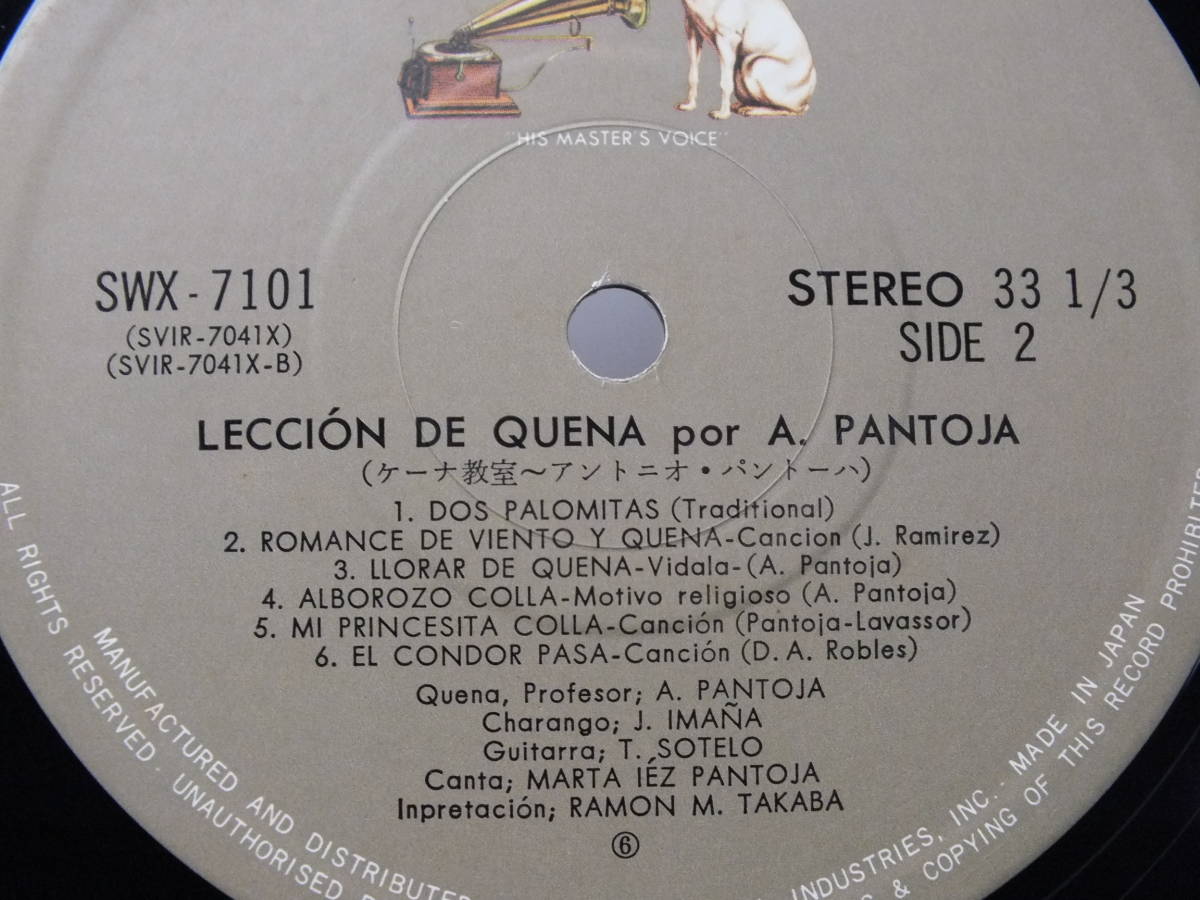 "HIS MASTER'S VOICE"
SWX-7101
(SVIR-7041X)
(SVIR-7041X-B)
STEREO 33 1/3
SIDE 2
LECCIÓN DE QUENA por A. PANTOJA
(ケーナ教室～アントニオ・パントーハ)
1. DOS PALOMITAS (Traditional)
2. ROMANCE DE VIENTO Y QUENA-Cancion (J. Ramirez)
3. LLORAR DE QUENA-Vidala-(A. Pantoja)
4. ALBOROZO COLLA-Motivo religioso (A. Pantoja)
5. MI PRINCESITA COLLA-Canción (Pantoja-Lavassor)
6. EL CONDOR PASA-Canción (D. A. Robles)
Quena, Profesor; A. PANTOJA
Charango; J. IMAÑA
Guitarra; T. SOTELO
Canta; MARTA IÉZ PANTOJA
Inpretación; RAMON M. TAKABA
⑥
MANUFACTURED AND DISTRIBUTED
INDUSTRIES, INC.. MADE IN JAPAN
ALL RIGHTS RESERVED. UNAUTHORISED
& COPYING OF THIS RECORD PROHIBITED